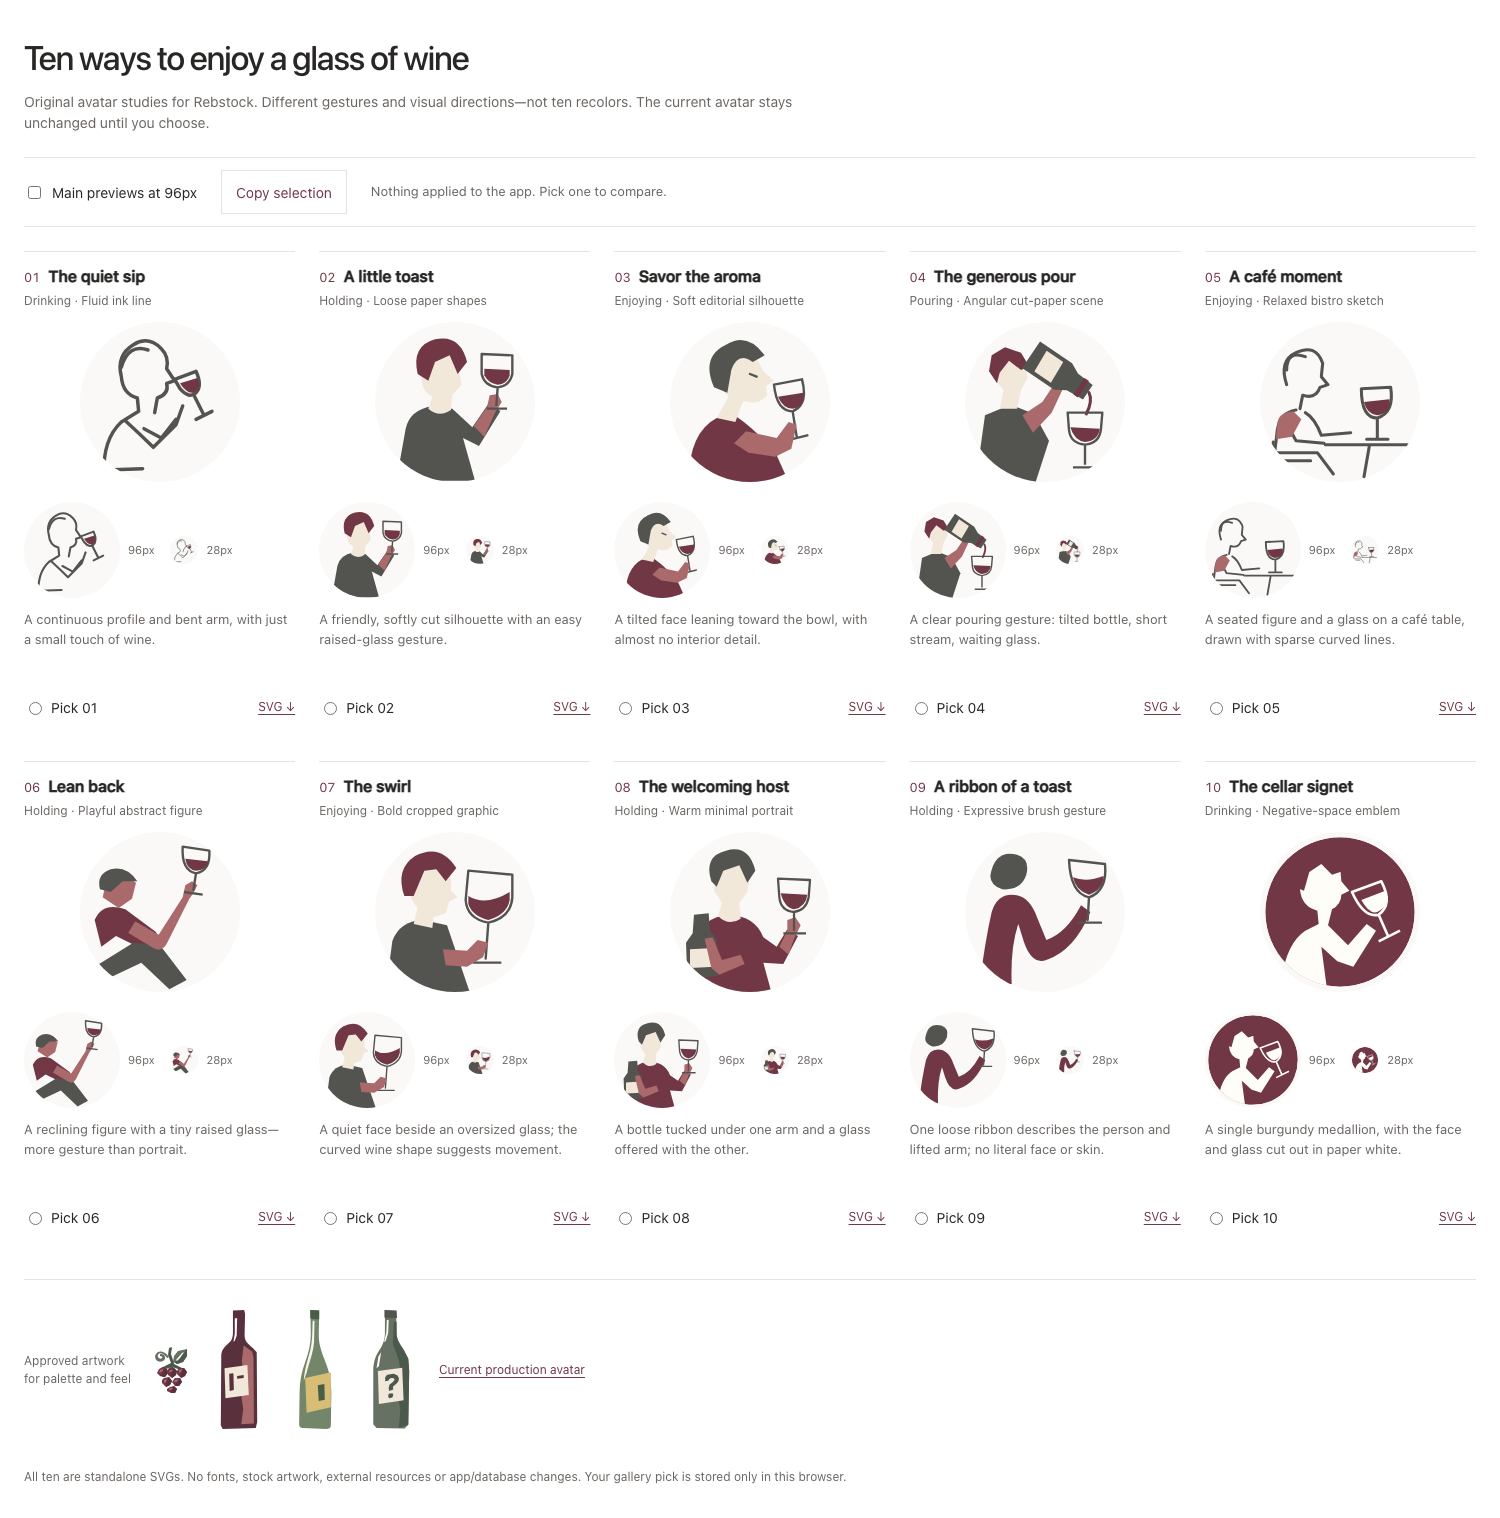 Ten ways to enjoy a glass of wine
Original avatar studies for Rebstock. Different gestures and visual directions—not ten recolors. The current avatar stays
unchanged until you choose.
Main previews at 96px
Copy selection
Nothing applied to the app. Pick one to compare.
01 The quiet sip
Drinking · Fluid ink line
96px
28px
A continuous profile and bent arm, with just
a small touch of wine.
Pick 01
SVG ↓
02 A little toast
Holding · Loose paper shapes
96px
28px
A friendly, softly cut silhouette with an easy
raised-glass gesture.
Pick 02
SVG ↓
03 Savor the aroma
Enjoying · Soft editorial silhouette
96px
28px
A tilted face leaning toward the bowl, with
almost no interior detail.
Pick 03
SVG ↓
04 The generous pour
Pouring · Angular cut-paper scene
96px
28px
A clear pouring gesture: tilted bottle, short
stream, waiting glass.
Pick 04
SVG ↓
05 A café moment
Enjoying · Relaxed bistro sketch
96px
28px
A seated figure and a glass on a café table,
drawn with sparse curved lines.
Pick 05
SVG ↓
06 Lean back
Holding · Playful abstract figure
96px
28px
A reclining figure with a tiny raised glass—
more gesture than portrait.
Pick 06
SVG ↓
07 The swirl
Enjoying · Bold cropped graphic
96px
28px
A quiet face beside an oversized glass; the
curved wine shape suggests movement.
Pick 07
SVG ↓
08 The welcoming host
Holding · Warm minimal portrait
96px
28px
A bottle tucked under one arm and a glass
offered with the other.
Pick 08
SVG ↓
09 A ribbon of a toast
Holding · Expressive brush gesture
96px
28px
One loose ribbon describes the person and
lifted arm; no literal face or skin.
Pick 09
SVG ↓
10 The cellar signet
Drinking · Negative-space emblem
96px
28px
A single burgundy medallion, with the face
and glass cut out in paper white.
Pick 10
SVG ↓
Approved artwork
for palette and feel
?
Current production avatar
All ten are standalone SVGs. No fonts, stock artwork, external resources or app/database changes. Your gallery pick is stored only in this browser.